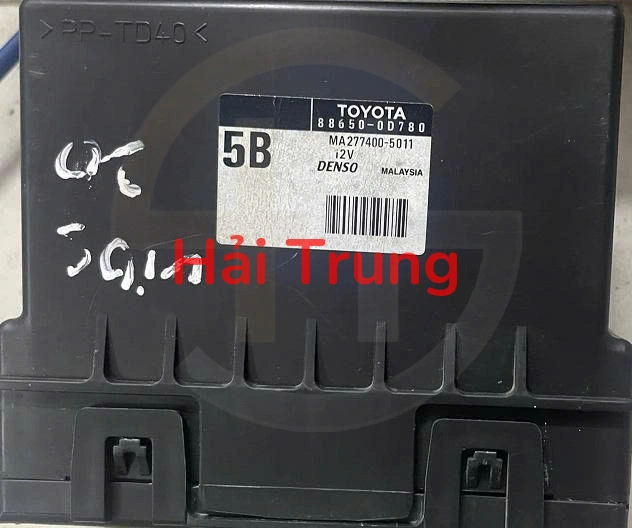 >PP-TD40<
TOYOTA
88650-0D780
5B
MA277400-5011
12V
DENSO MALAYSIA
Hải Trung